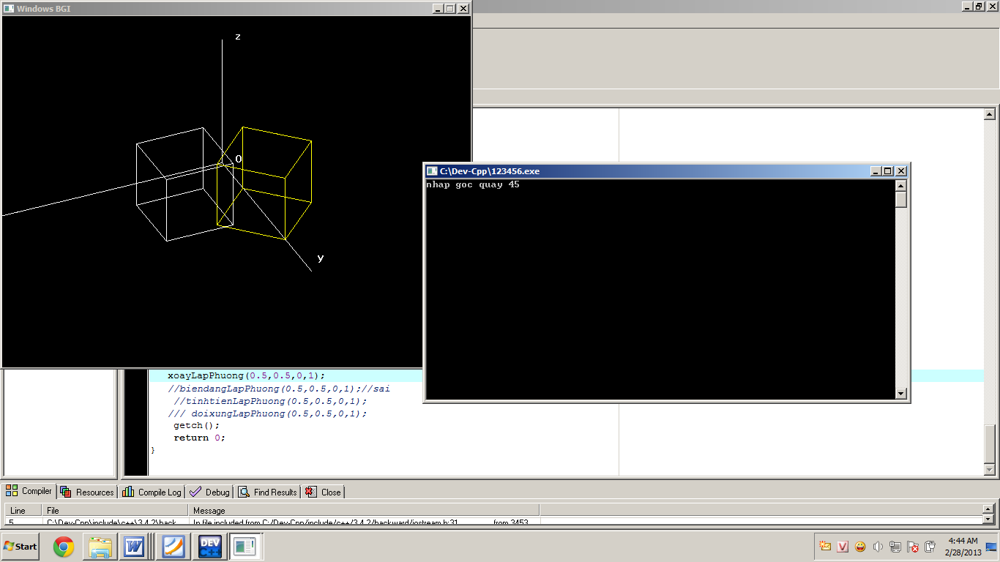 Windows BGI
z
0
y
C:\Dev-Cpp\123456.exe
nhap goc quay 45
xoayLapPhuong(0.5,0.5,0,1);
//biendangLapPhuong(0.5,0.5,0,1);//sai
//tinhtienLapPhuong(0.5,0.5,0,1);
/// doixungLapPhuong(0.5,0.5,0,1);
getch();
return 0;
}
Compiler Resources Compile Log Debug Find Results Close
Line File Message
5 C:\Dev-Cpp\include\c++\3.4.2\back... In file included from C:/Dev-Cpp/include/c++/3.4.2/backward/iostream.h:31, from 3453
Start W DEV C++ V 4:44 AM
2/28/2013